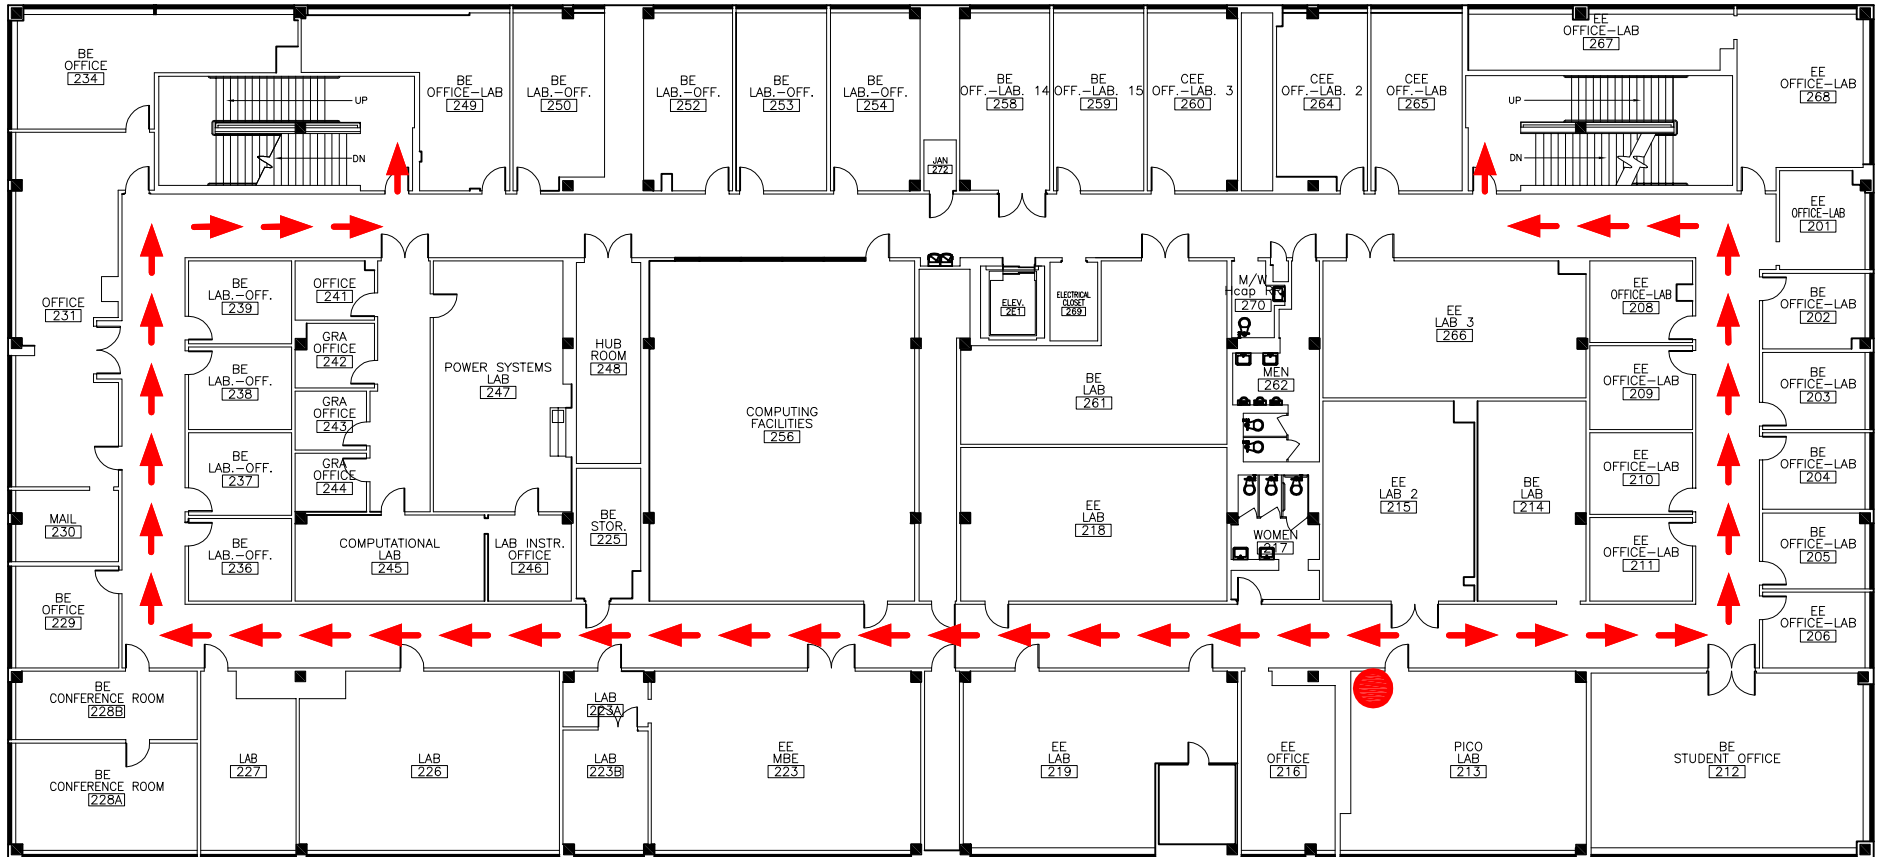 BE
OFFICE
234
UP
DN
BE
OFFICE-LAB
249
BE
LAB.-OFF.
250
BE
LAB.-OFF.
252
BE
LAB.-OFF.
253
BE
LAB.-OFF.
254
JAN
272
BE
OFF.-LAB. 14
258
BE
OFF.-LAB. 15
259
CEE
OFF.-LAB. 3
260
CEE
OFF.-LAB. 2
264
CEE
OFF.-LAB
265
EE
OFFICE-LAB
267
UP
DN
EE
OFFICE-LAB
268
EE
OFFICE-LAB
201
OFFICE
231
BE
LAB.-OFF.
239
OFFICE
241
GRA
OFFICE
242
BE
LAB.-OFF.
238
GRA
OFFICE
243
BE
LAB.-OFF.
237
GRA
OFFICE
244
POWER SYSTEMS
LAB
247
HUB
ROOM
248
COMPUTING
FACILITIES
256
ELEV.
2E1
ELECTRICAL
CLOSET
269
M/W
Hcap RR
270
BE
LAB
261
MEN
262
EE
LAB 3
266
EE
OFFICE-LAB
208
BE
OFFICE-LAB
202
EE
OFFICE-LAB
209
BE
OFFICE-LAB
203
EE
OFFICE-LAB
210
BE
OFFICE-LAB
204
MAIL
230
BE
LAB.-OFF.
236
COMPUTATIONAL
LAB
245
LAB INSTR.
OFFICE
246
BE
STOR.
225
EE
LAB
218
WOMEN
217
EE
LAB 2
215
BE
LAB
214
EE
OFFICE-LAB
211
BE
OFFICE-LAB
205
BE
OFFICE
229
EE
OFFICE-LAB
206
BE
CONFERENCE ROOM
228B
BE
CONFERENCE ROOM
228A
LAB
227
LAB
226
LAB
223A
LAB
223B
EE
MBE
223
EE
LAB
219
EE
OFFICE
216
PICO
LAB
213
BE
STUDENT OFFICE
212